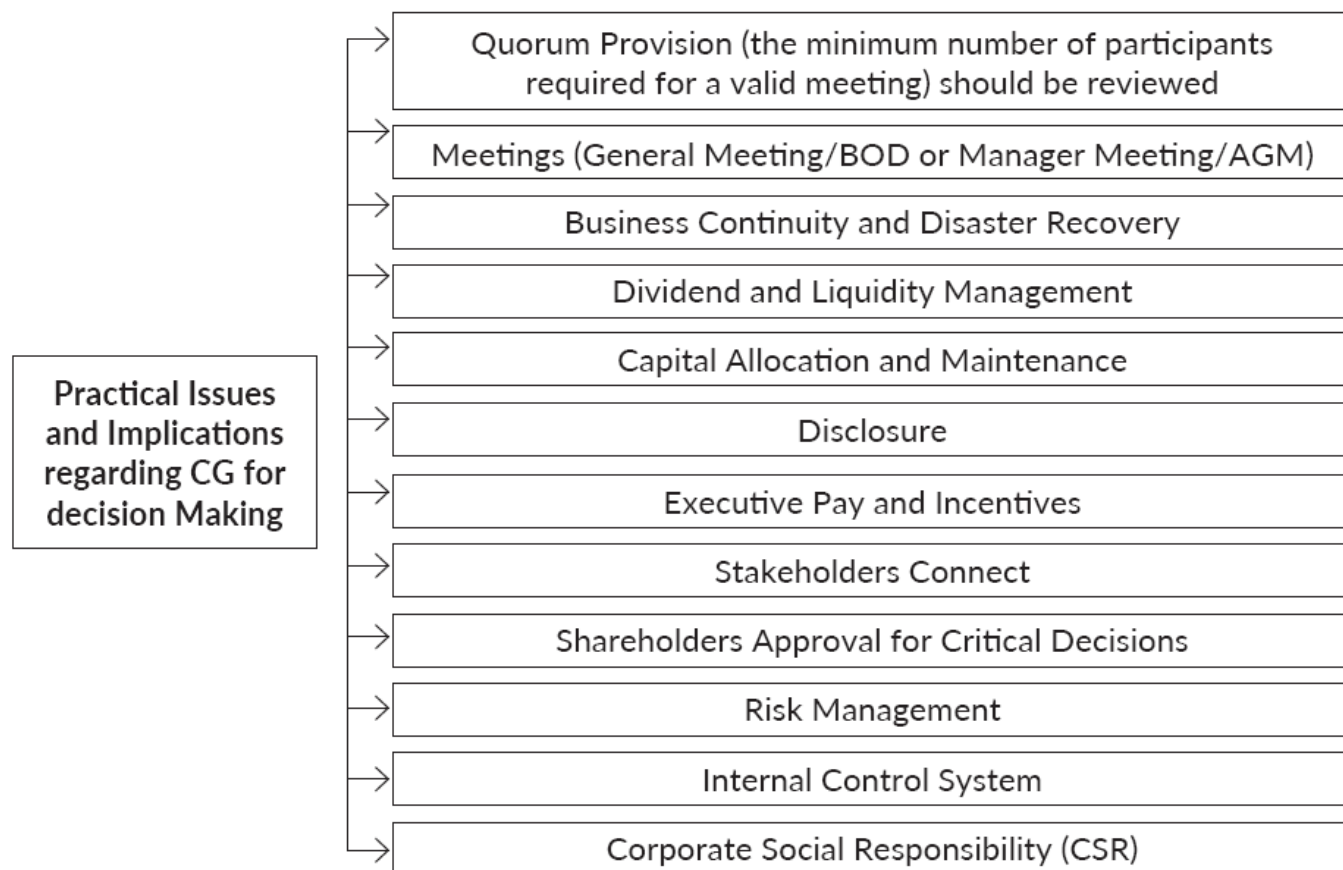 Quorum Provision (the minimum number of participants
required for a valid meeting) should be reviewed
Meetings (General Meeting/BOD or Manager Meeting/AGM)
Business Continuity and Disaster Recovery
Dividend and Liquidity Management
Capital Allocation and Maintenance
Practical Issues
and Implications
regarding CG for
decision Making
Disclosure
Executive Pay and Incentives
Stakeholders Connect
Shareholders Approval for Critical Decisions
Risk Management
Internal Control System
Corporate Social Responsibility (CSR)